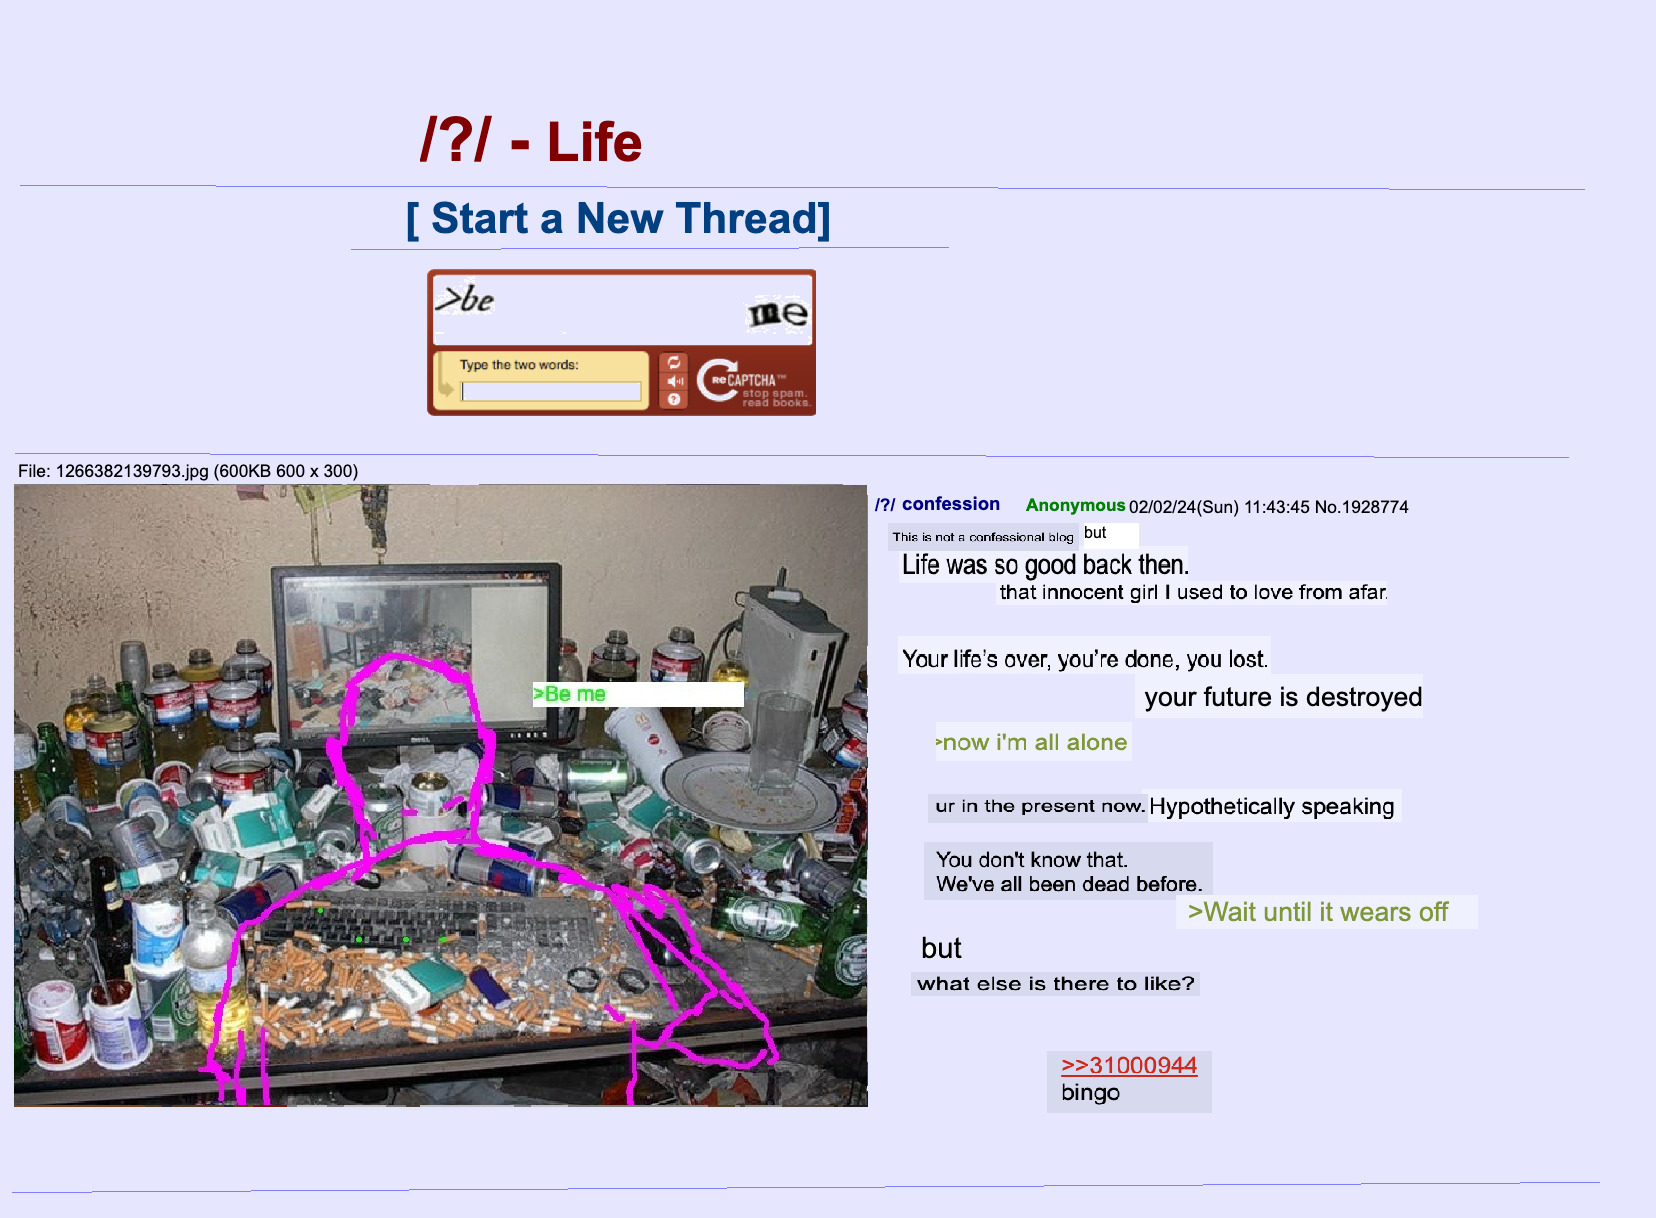 /?/ - Life
[ Start a New Thread]
>be me
Type the two words:
reCAPTCHA™
stop spam.
read books.
File: 1266382139793.jpg (600KB 600 x 300)
>Be me
/?/ confession Anonymous 02/02/24(Sun) 11:43:45 No.1928774
This is not a confessional blog but
Life was so good back then.
that innocent girl I used to love from afar.
Your life's over, you're done, you lost.
your future is destroyed
>now i'm all alone
ur in the present now. Hypothetically speaking
You don't know that.
We've all been dead before.
>Wait until it wears off
but
what else is there to like?
>>31000944
bingo